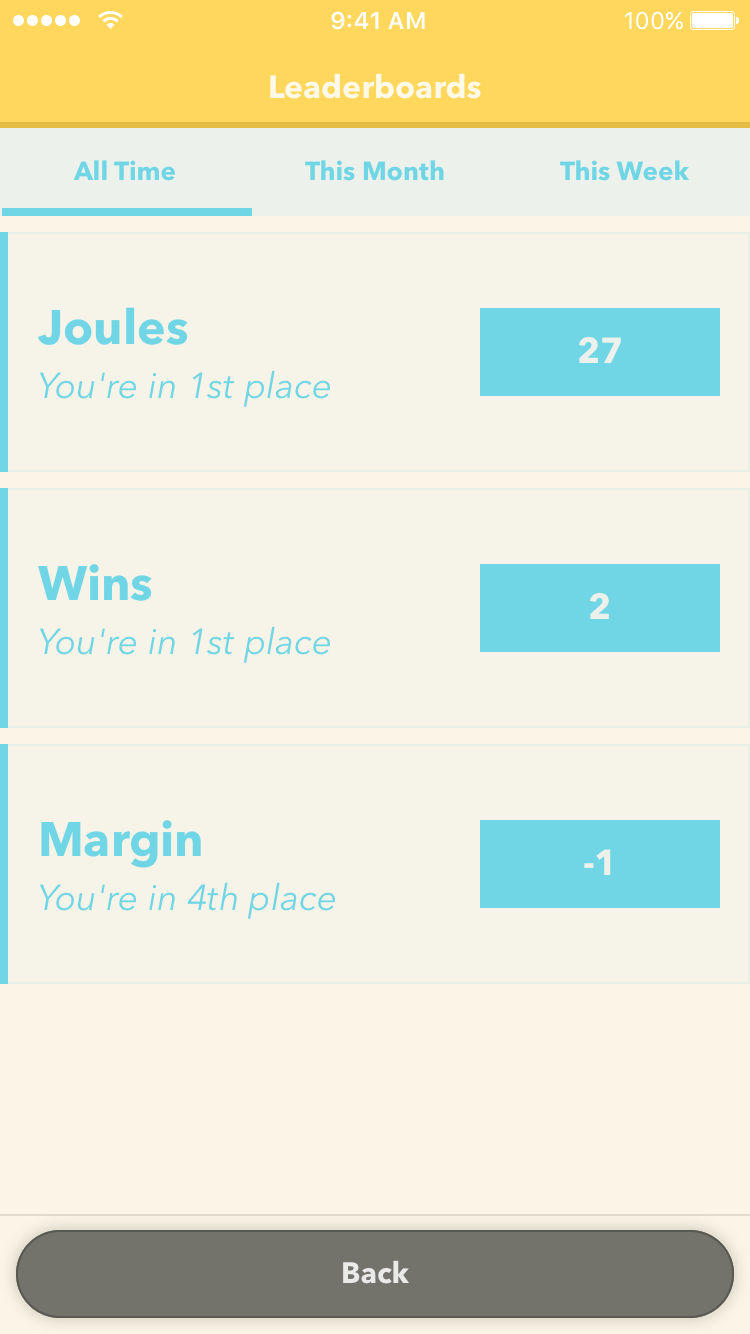 9:41 AM 100%
Leaderboards
All Time This Month This Week
Joules
You're in 1st place
27
Wins
You're in 1st place
2
Margin
You're in 4th place
-1
Back